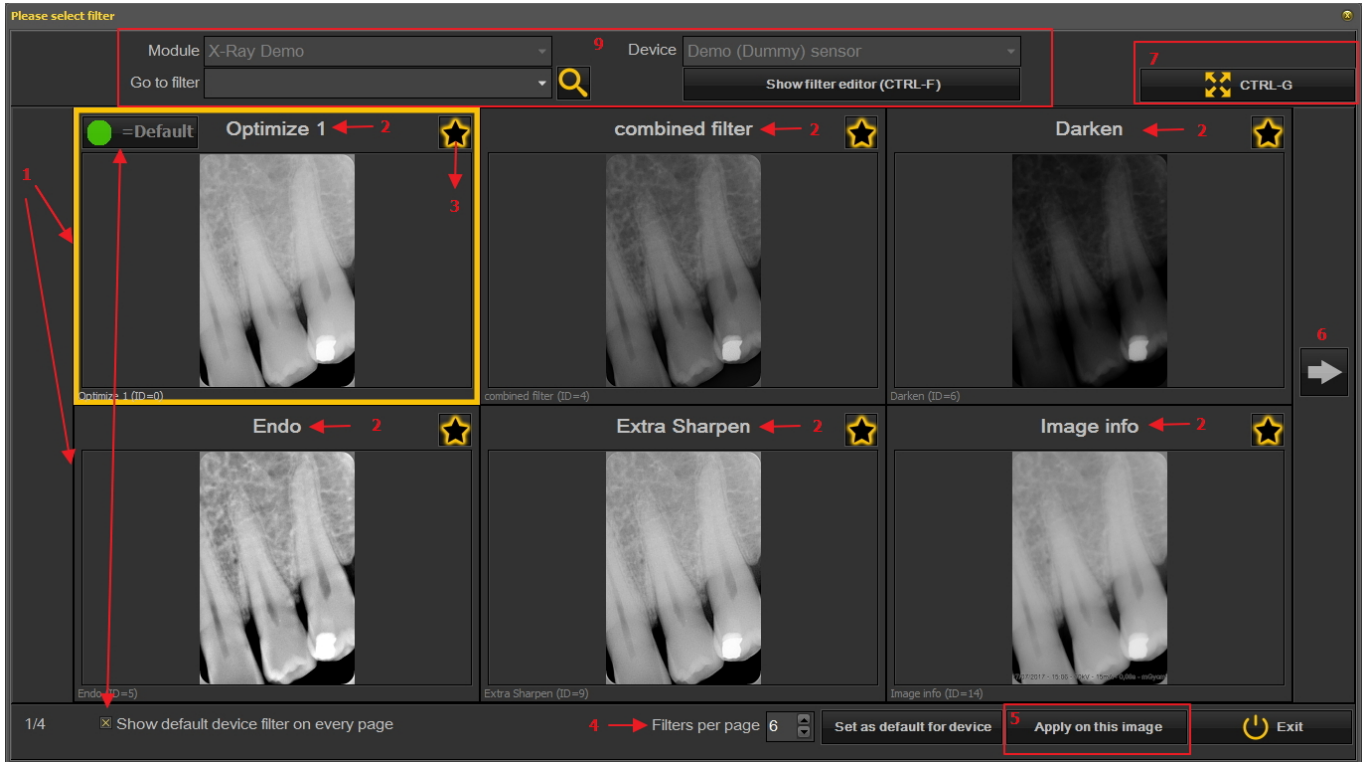 Please select filter
Module X-Ray Demo 9 Device Demo (Dummy) sensor 7
Go to filter Show filter editor (CTRL-F) CTRL-G
=Default Optimize 1 2 combined filter 2 Darken 2
1
3
6
Optimize 1 (ID=0) combined filter (ID=4) Darken (ID=6)
Endo 2 Extra Sharpen 2 Image info 2
Endo (ID=5) Extra Sharpen (ID=9) Image info (ID=14)
1/4 Show default device filter on every page 4 Filters per page 6 Set as default for device 5 Apply on this image Exit